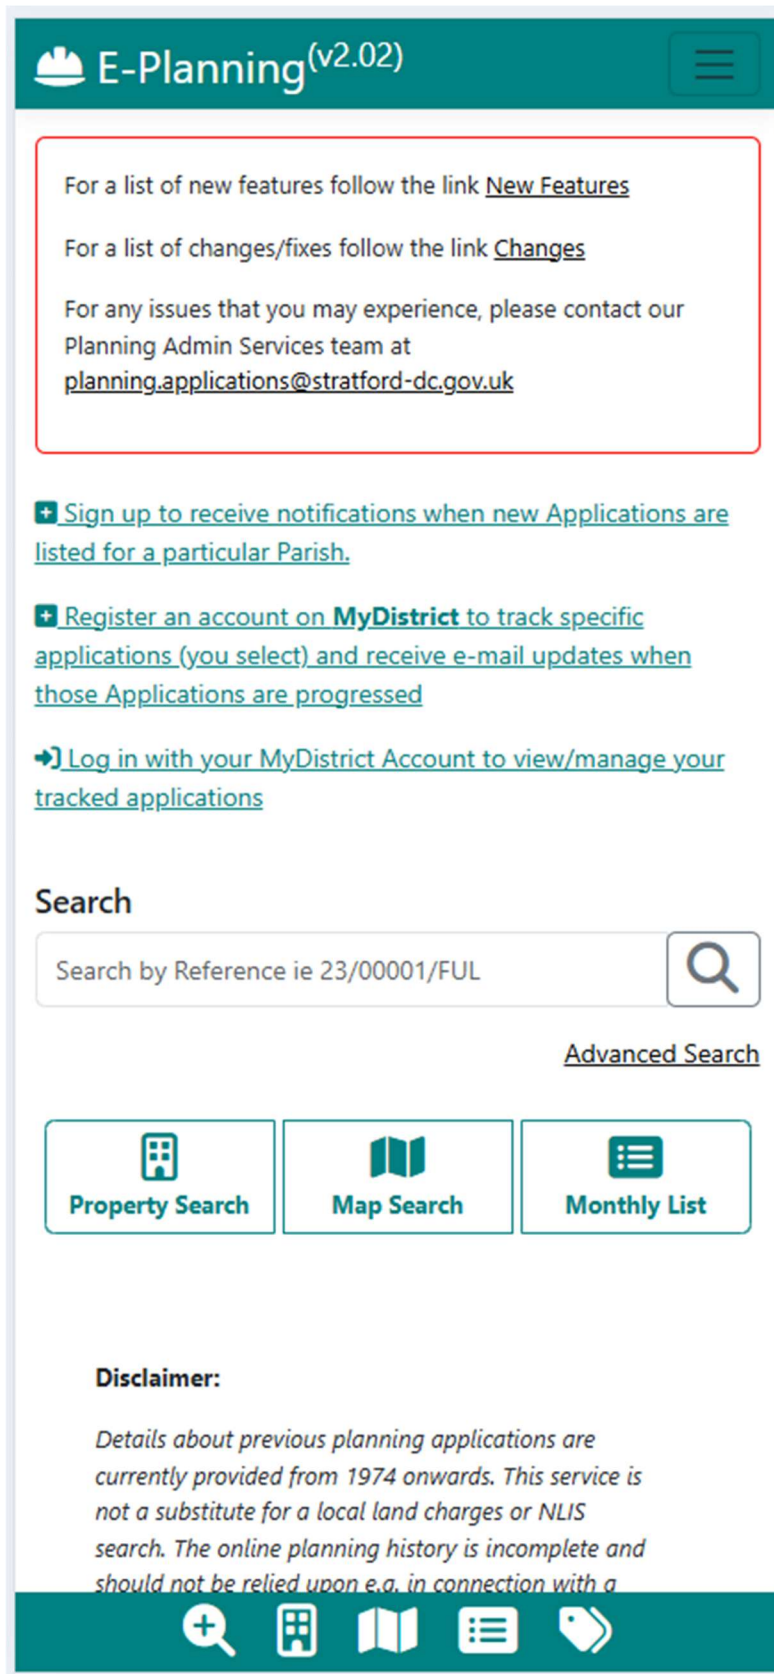 E-Planning(v2.02)
For a list of new features follow the link New Features
For a list of changes/fixes follow the link Changes
For any issues that you may experience, please contact our
Planning Admin Services team at
planning.applications@stratford-dc.gov.uk
Sign up to receive notifications when new Applications are
listed for a particular Parish.
Register an account on MyDistrict to track specific
applications (you select) and receive e-mail updates when
those Applications are progressed
Log in with your MyDistrict Account to view/manage your
tracked applications
Search
Search by Reference ie 23/00001/FUL
Advanced Search
Property Search Map Search Monthly List
Disclaimer:
Details about previous planning applications are
currently provided from 1974 onwards. This service is
not a substitute for a local land charges or NLIS
search. The online planning history is incomplete and
should not be relied upon e.g. in connection with a